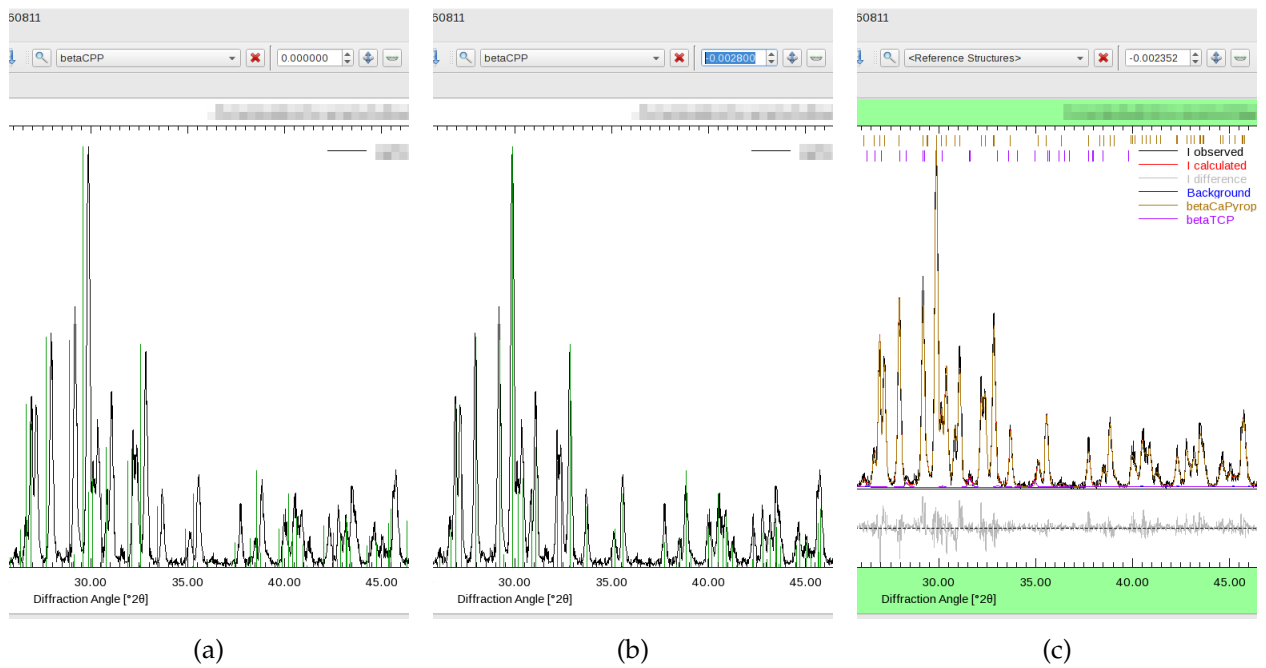 60811
betaCPP
0.000000
30.00 35.00 40.00 45.00
Diffraction Angle [°2θ]
(a)
60811
betaCPP
-0.002800
30.00 35.00 40.00 45.00
Diffraction Angle [°2θ]
(b)
60811
<Reference Structures>
-0.002352
I observed
I calculated
I difference
Background
betaCaPyrop
betaTCP
30.00 35.00 40.00 45.00
Diffraction Angle [°2θ]
(c)